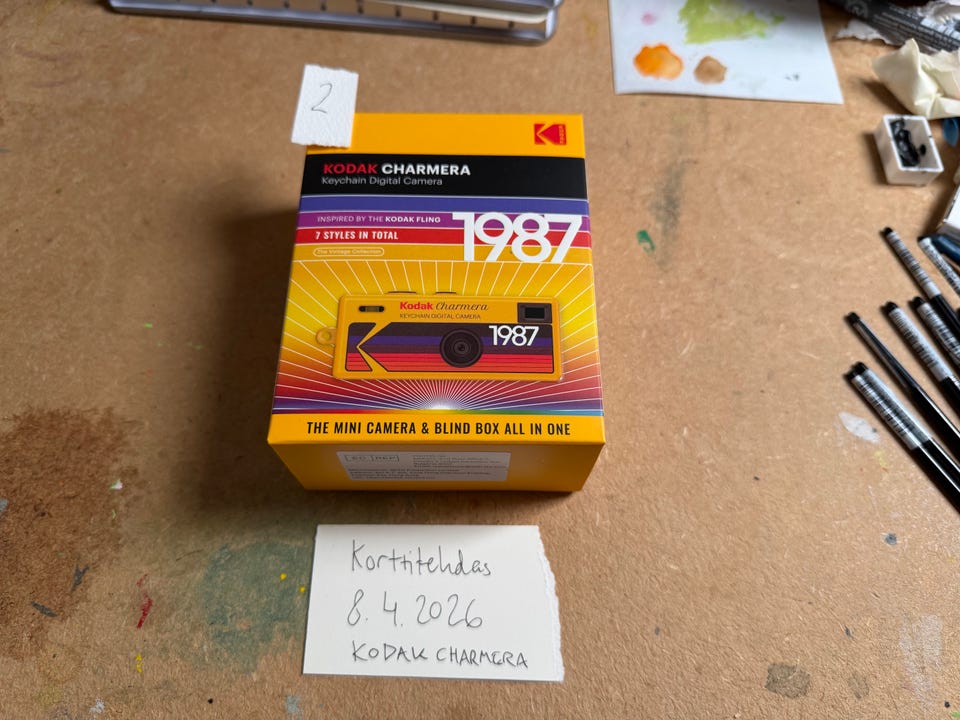 2
KODAK CHARMERA
Keychain Digital Camera
INSPIRED BY THE KODAK FLING
1987
7 STYLES IN TOTAL
The Vintage Collection
Kodak Charmera
KEYCHAIN DIGITAL CAMERA
1987
THE MINI CAMERA & BLIND BOX ALL IN ONE
EC REP
Korttitehdas
8.4.2026
KODAK CHARMERA